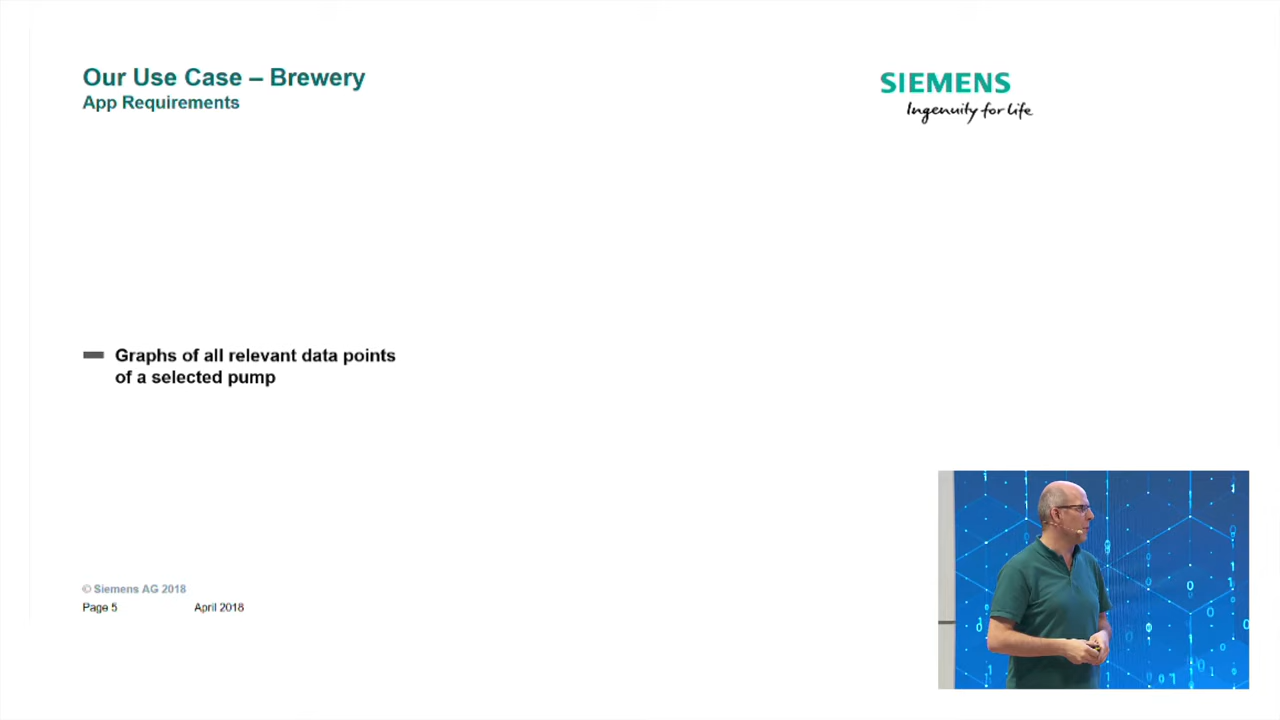 Our Use Case – Brewery
App Requirements
SIEMENS
Ingenuity for life
Graphs of all relevant data points
of a selected pump
© Siemens AG 2018
Page 5 April 2018